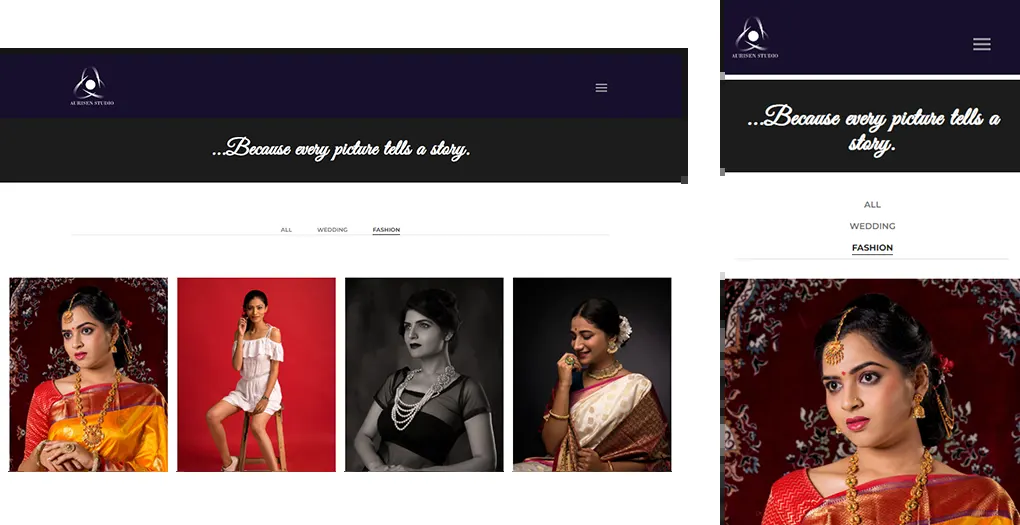 AURISEN STUDIO
...Because every picture tells a story.
ALL
WEDDING
FASHION
AURISEN STUDIO
...Because every picture tells a
story.
ALL
WEDDING
FASHION